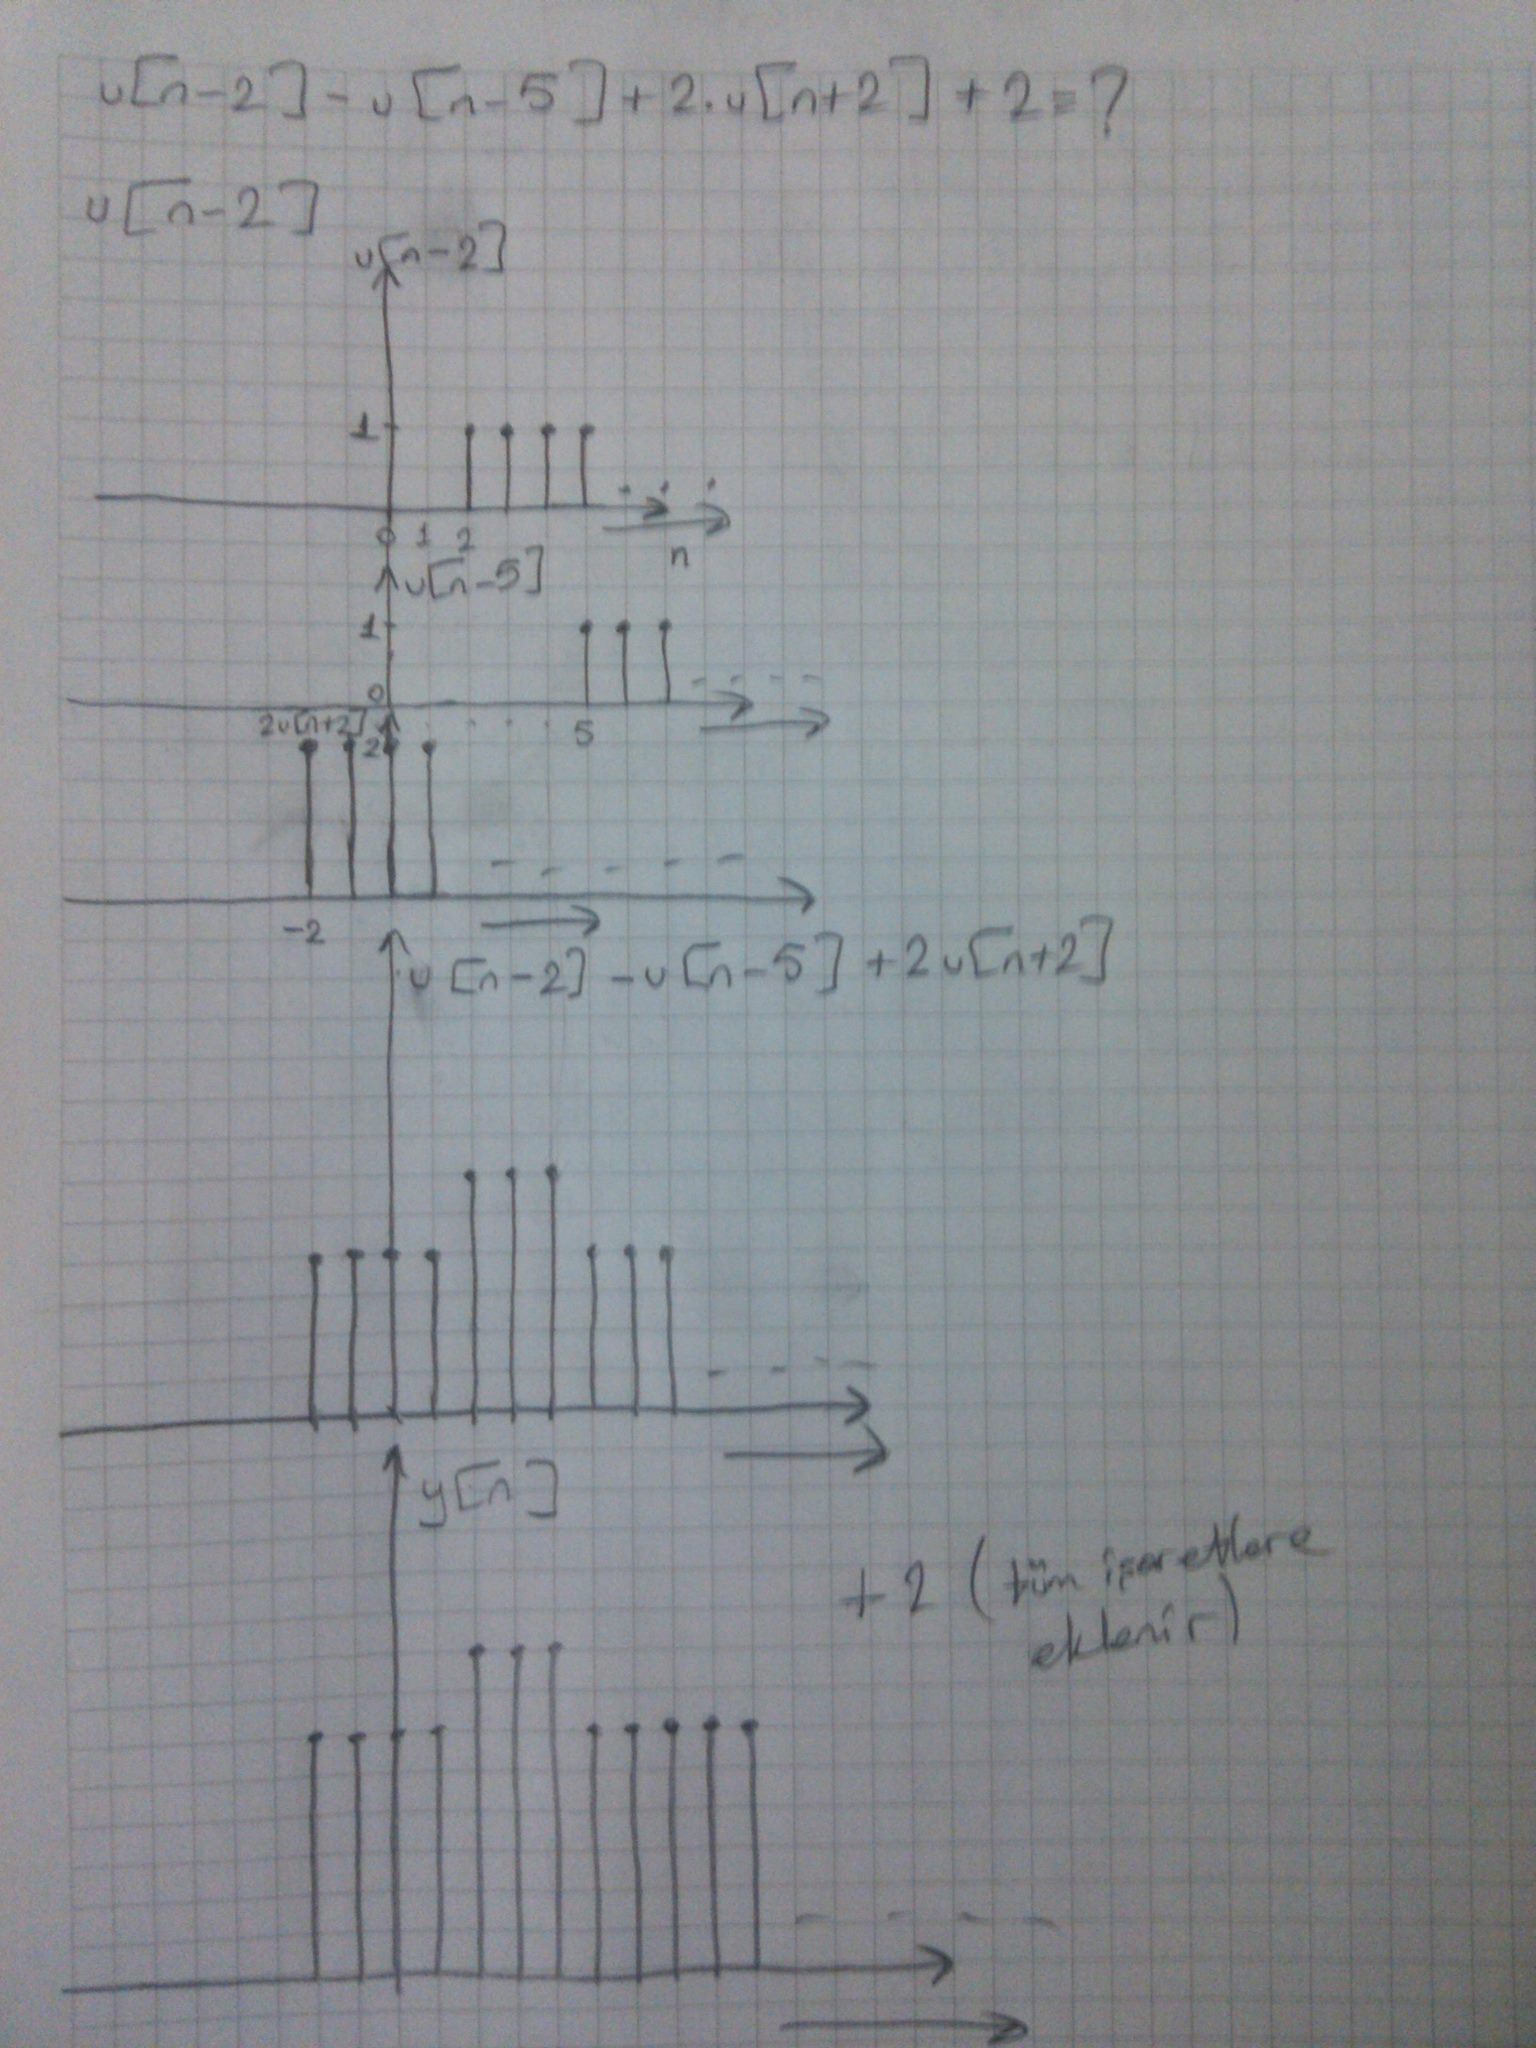 u[n-2] - u[n-5] + 2.u[n+2] + 2 = ?
u[n-2]
u[n-2]
1
0 1 2
n
u[n-5]
1
0
5
2u[n+2]
2
-2
u[n-2] - u[n-5] + 2u[n+2]
y[n]
+2 (tüm işaretlere
eklenir)